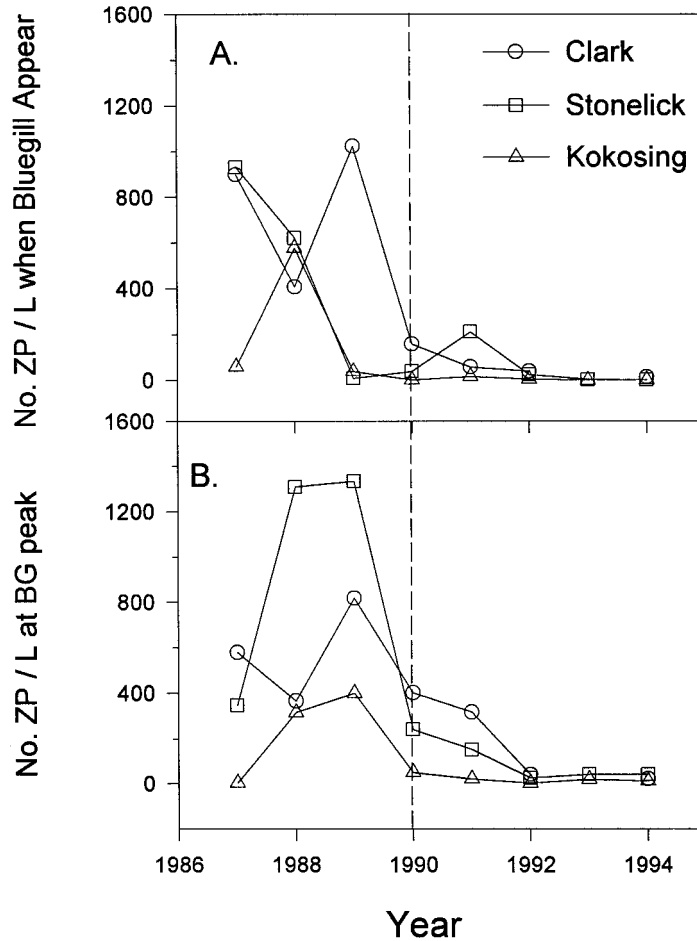 No. ZP / L when Bluegill Appear
1600
1200
800
400
0
A.
Clark
Stonelick
Kokosing
No. ZP / L at BG peak
1600
1200
800
400
0
B.
1986
1988
1990
1992
1994
Year